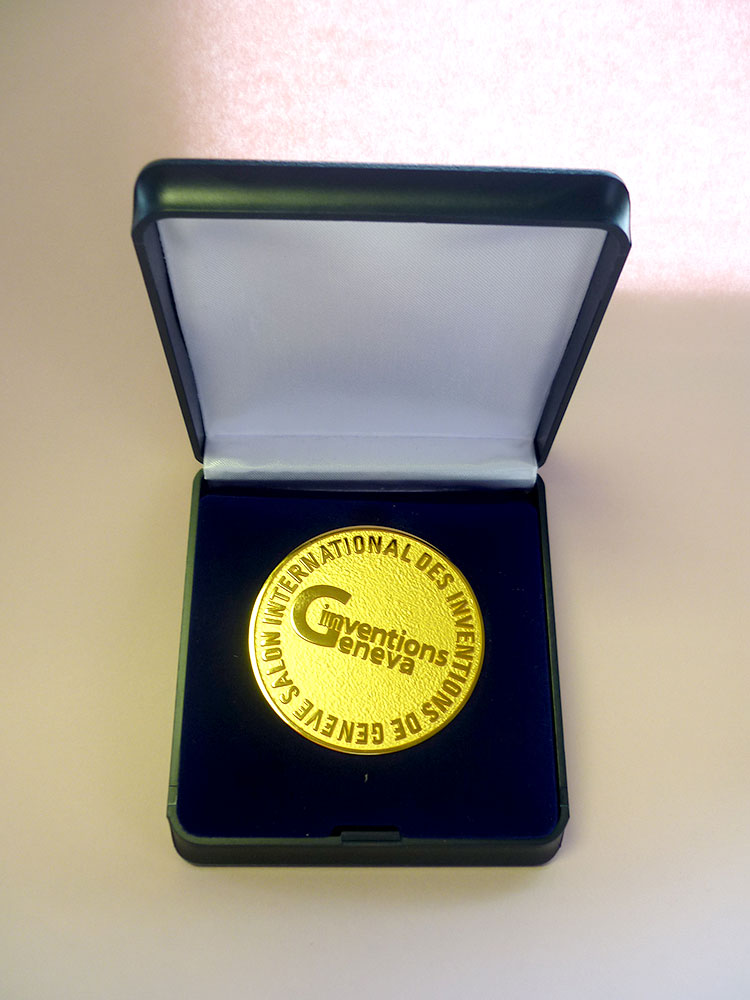 SALON INTERNATIONAL DES INVENTIONS DE GENEVE
inventions
Geneva